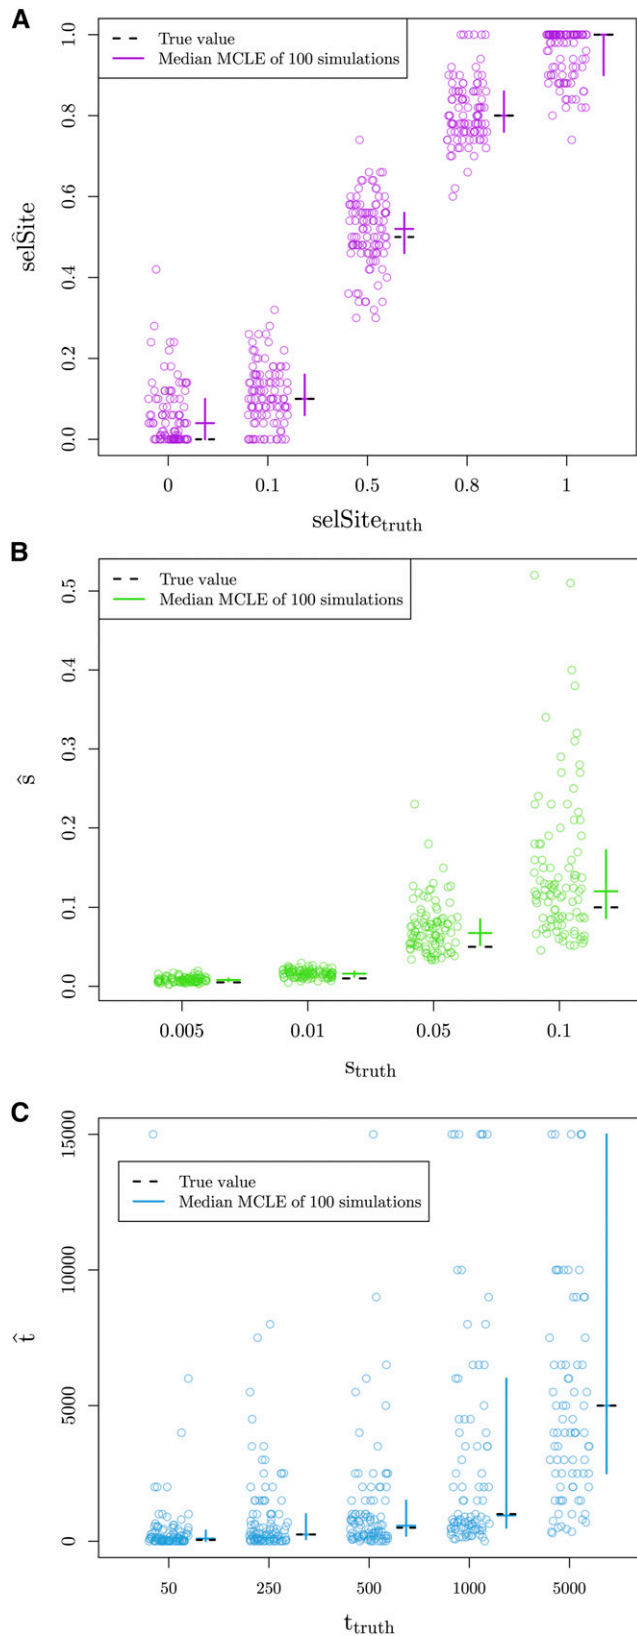 A
True value
Median MCLE of 100 simulations
1.0
0.8
0.6
0.4
0.2
0.0
selSîte
0
0.1
0.5
0.8
1
selSite_truth
B
True value
Median MCLE of 100 simulations
0.5
0.4
0.3
0.2
0.1
0.0
ŝ
0.005
0.01
0.05
0.1
s_truth
C
15000
True value
Median MCLE of 100 simulations
10000
5000
0
t̂
50
250
500
1000
5000
t_truth